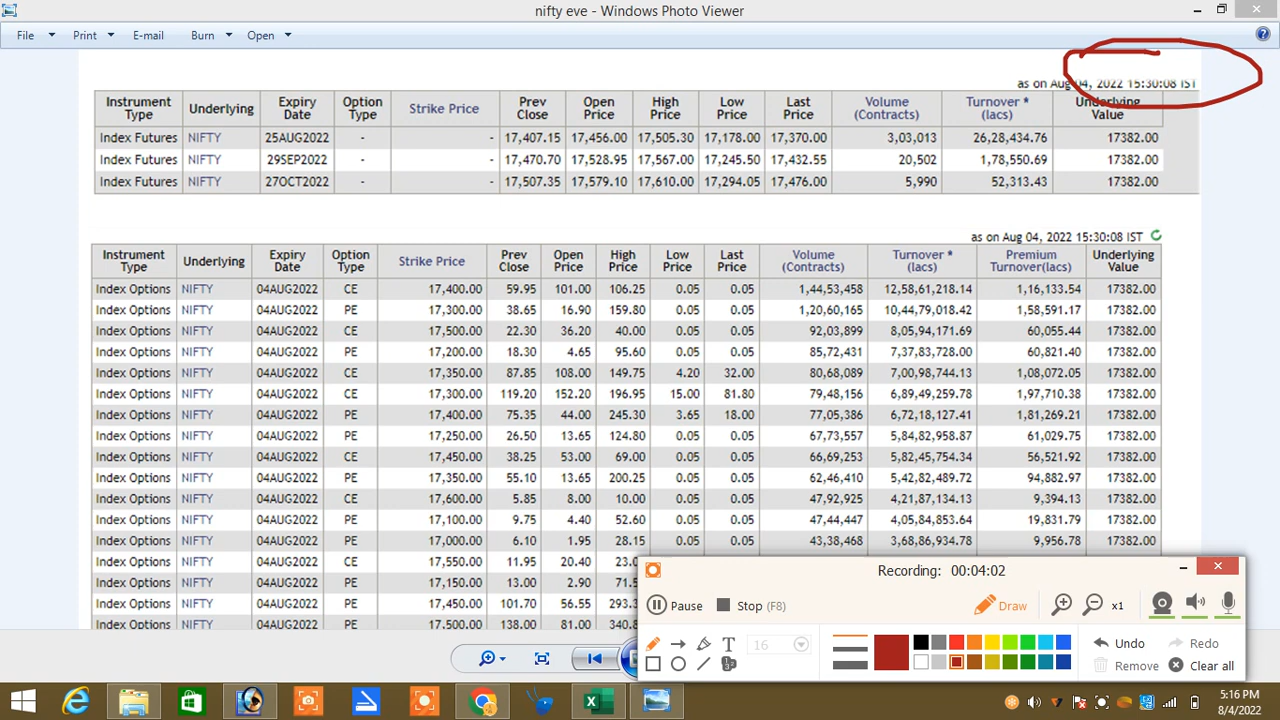 nifty eve - Windows Photo Viewer
File Print E-mail Burn Open
as on Aug 04, 2022 15:30:08 IST
Instrument Type Underlying Expiry Date Option Type Strike Price Prev Close Open Price High Price Low Price Last Price Volume (Contracts) Turnover * (lacs) Underlying Value
Index Futures NIFTY 25AUG2022 - - 17,407.15 17,456.00 17,505.30 17,178.00 17,370.00 3,03,013 26,28,434.76 17382.00
Index Futures NIFTY 29SEP2022 - - 17,470.70 17,528.95 17,567.00 17,245.50 17,432.55 20,502 1,78,550.69 17382.00
Index Futures NIFTY 27OCT2022 - - 17,507.35 17,579.10 17,610.00 17,294.05 17,476.00 5,990 52,313.43 17382.00
as on Aug 04, 2022 15:30:08 IST
Instrument Type Underlying Expiry Date Option Type Strike Price Prev Close Open Price High Price Low Price Last Price Volume (Contracts) Turnover * (lacs) Premium Turnover(lacs) Underlying Value
Index Options NIFTY 04AUG2022 CE 17,400.00 59.95 101.00 106.25 0.05 0.05 1,44,53,458 12,58,61,218.14 1,16,133.54 17382.00
Index Options NIFTY 04AUG2022 PE 17,300.00 38.65 16.90 159.80 0.05 0.05 1,20,60,165 10,44,79,018.42 1,58,591.17 17382.00
Index Options NIFTY 04AUG2022 CE 17,500.00 22.30 36.20 40.00 0.05 0.05 92,03,899 8,05,94,171.69 60,055.44 17382.00
Index Options NIFTY 04AUG2022 PE 17,200.00 18.30 4.65 95.60 0.05 0.05 85,72,431 7,37,83,728.00 60,821.40 17382.00
Index Options NIFTY 04AUG2022 CE 17,350.00 87.85 108.00 149.75 4.20 32.00 80,68,089 7,00,98,744.13 1,08,072.05 17382.00
Index Options NIFTY 04AUG2022 CE 17,300.00 119.20 152.20 196.95 15.00 81.80 79,48,156 6,89,49,259.78 1,97,710.38 17382.00
Index Options NIFTY 04AUG2022 PE 17,400.00 75.35 44.00 245.30 3.65 18.00 77,05,386 6,72,18,127.41 1,81,269.21 17382.00
Index Options NIFTY 04AUG2022 PE 17,250.00 26.50 13.65 124.80 0.05 0.05 67,73,557 5,84,82,958.87 61,029.75 17382.00
Index Options NIFTY 04AUG2022 CE 17,450.00 38.25 53.00 69.00 0.05 0.05 66,69,253 5,82,45,754.34 56,521.92 17382.00
Index Options NIFTY 04AUG2022 PE 17,350.00 55.10 13.65 200.25 0.05 0.05 62,46,410 5,42,82,489.72 94,882.97 17382.00
Index Options NIFTY 04AUG2022 CE 17,600.00 5.85 8.00 10.00 0.05 0.05 47,92,925 4,21,87,134.13 9,394.13 17382.00
Index Options NIFTY 04AUG2022 PE 17,100.00 9.75 4.40 52.60 0.05 0.05 47,44,447 4,05,84,853.64 19,831.79 17382.00
Index Options NIFTY 04AUG2022 PE 17,000.00 6.10 1.95 28.15 0.05 0.05 43,38,468 3,68,86,934.78 9,956.78 17382.00
Index Options NIFTY 04AUG2022 CE 17,550.00 11.95 20.40 23.0
Index Options NIFTY 04AUG2022 PE 17,150.00 13.00 2.90 71.5
Index Options NIFTY 04AUG2022 PE 17,450.00 101.70 56.55 293.3
Index Options NIFTY 04AUG2022 PE 17,500.00 138.00 81.00 340.8
Recording: 00:04:02
Pause Stop (F8) Draw x1
T 16 Undo Redo
Remove Clear all
5:16 PM
8/4/2022